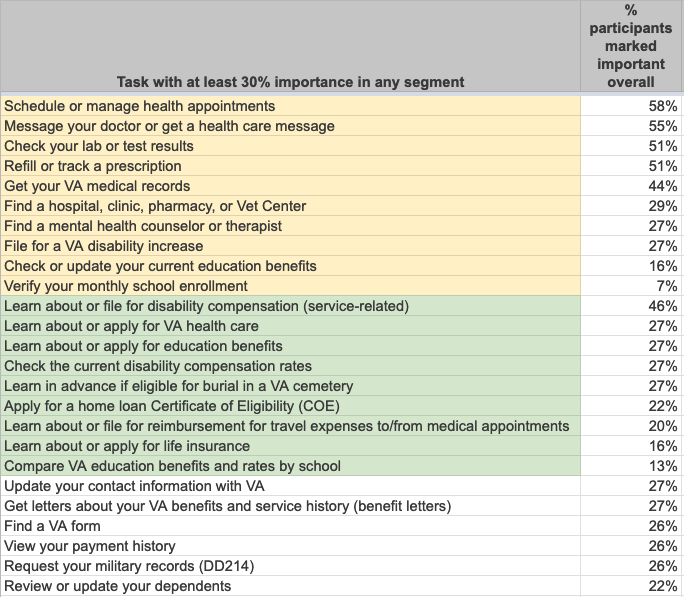 %
participants
marked
important
Task with at least 30% importance in any segment overall
Schedule or manage health appointments 58%
Message your doctor or get a health care message 55%
Check your lab or test results 51%
Refill or track a prescription 51%
Get your VA medical records 44%
Find a hospital, clinic, pharmacy, or Vet Center 29%
Find a mental health counselor or therapist 27%
File for a VA disability increase 27%
Check or update your current education benefits 16%
Verify your monthly school enrollment 7%
Learn about or file for disability compensation (service-related) 46%
Learn about or apply for VA health care 27%
Learn about or apply for education benefits 27%
Check the current disability compensation rates 27%
Learn in advance if eligible for burial in a VA cemetery 27%
Apply for a home loan Certificate of Eligibility (COE) 22%
Learn about or file for reimbursement for travel expenses to/from medical appointments 20%
Learn about or apply for life insurance 16%
Compare VA education benefits and rates by school 13%
Update your contact information with VA 27%
Get letters about your VA benefits and service history (benefit letters) 27%
Find a VA form 26%
View your payment history 26%
Request your military records (DD214) 26%
Review or update your dependents 22%